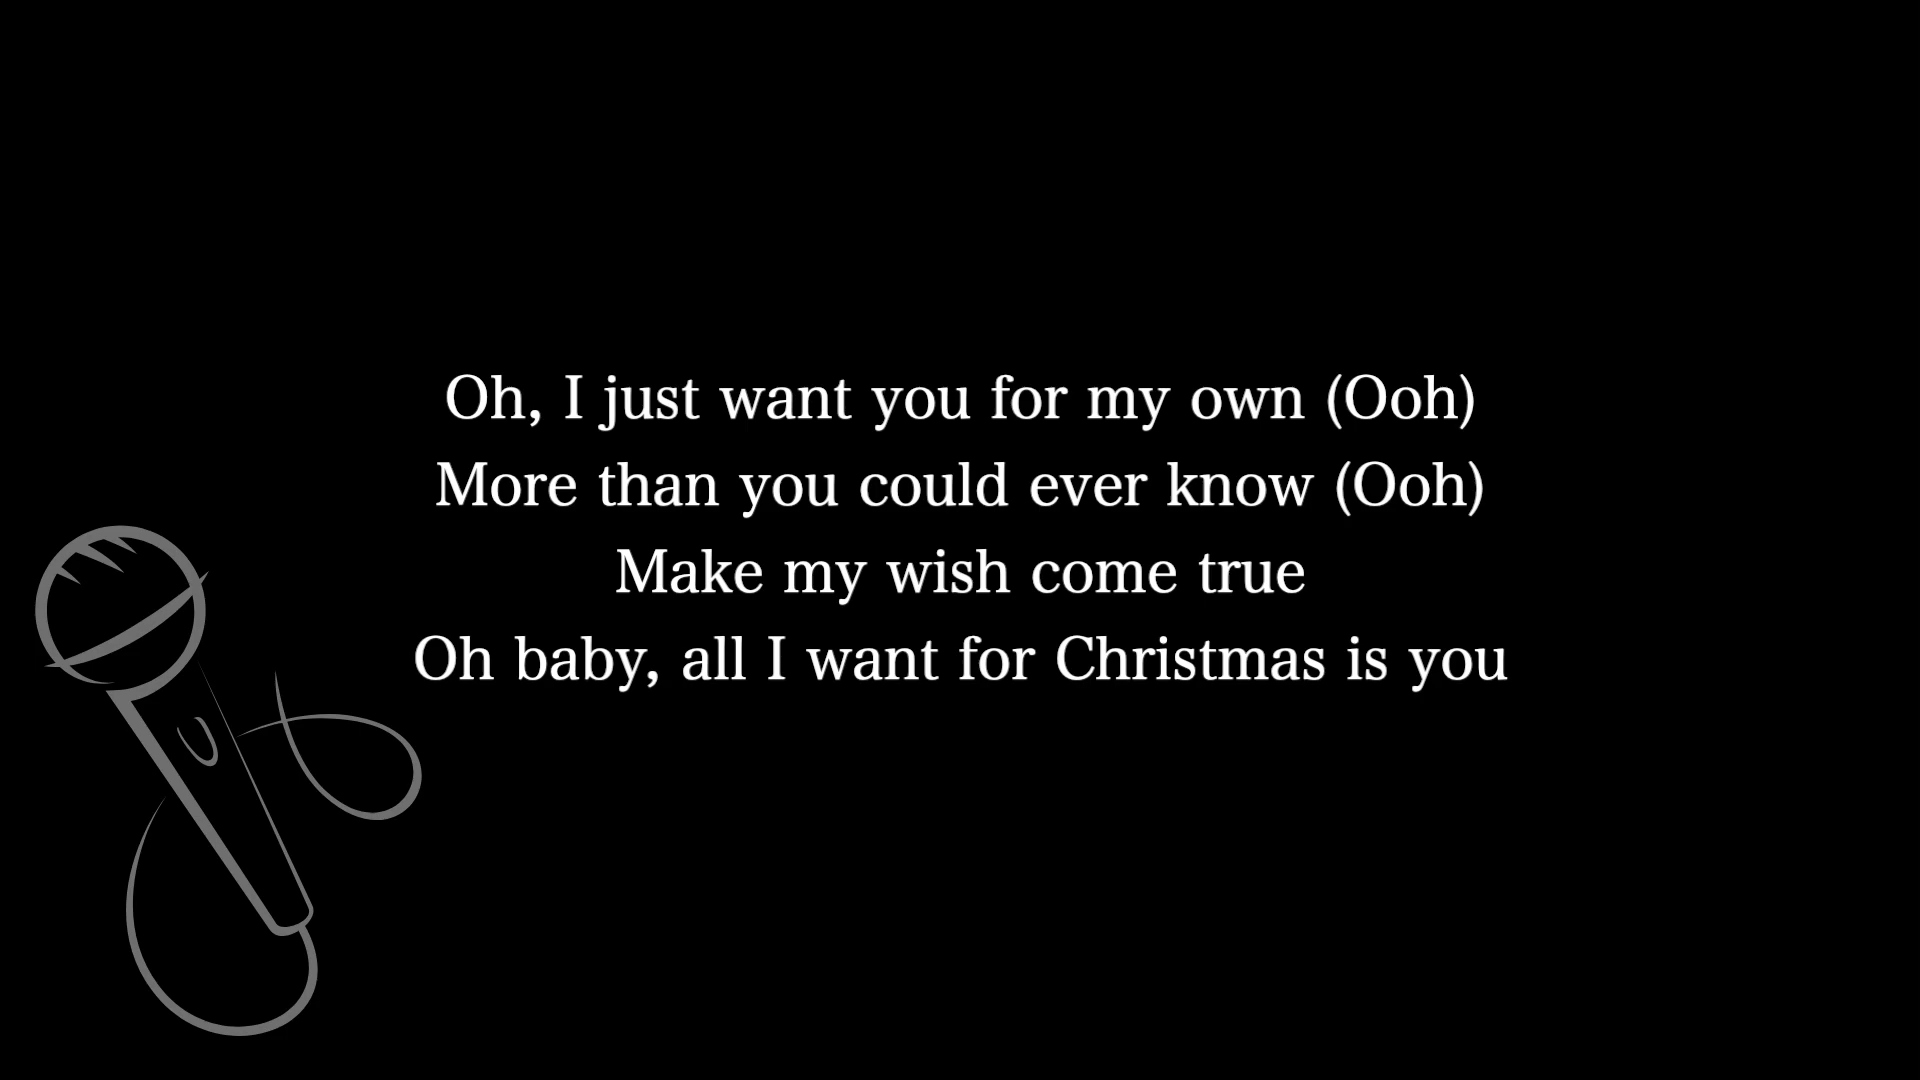 Oh, I just want you for my own (Ooh)
More than you could ever know (Ooh)
Make my wish come true
Oh baby, all I want for Christmas is you